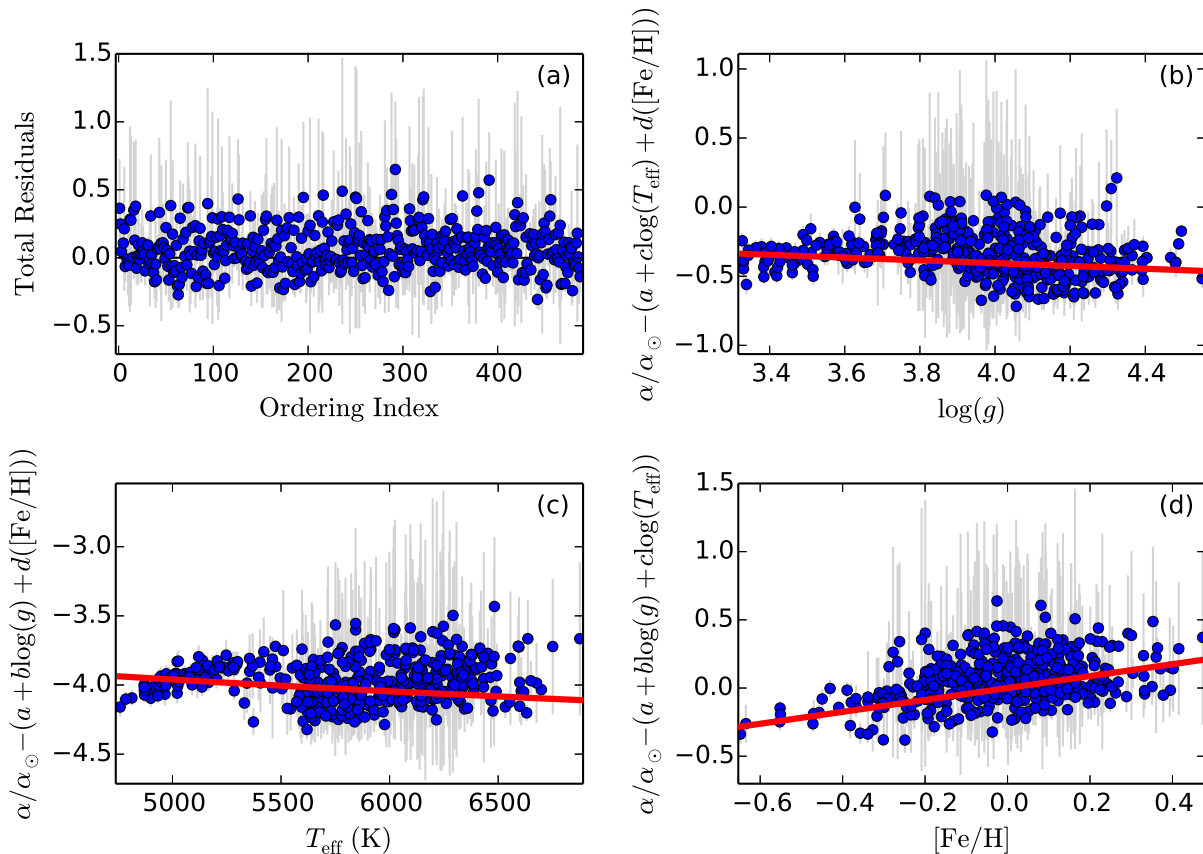 (a)
Total Residuals
1.5
1.0
0.5
0.0
−0.5
0 100 200 300 400
Ordering Index
(b)
α/α⊙−(a+clog(Teff)+d([Fe/H]))
1.0
0.5
0.0
−0.5
−1.0
3.4 3.6 3.8 4.0 4.2 4.4
log(g)
(c)
α/α⊙−(a+blog(g)+d([Fe/H]))
−3.0
−3.5
−4.0
−4.5
5000 5500 6000 6500
Teff (K)
(d)
α/α⊙−(a+blog(g)+clog(Teff))
1.5
1.0
0.5
0.0
−0.5
−0.6 −0.4 −0.2 0.0 0.2 0.4
[Fe/H]